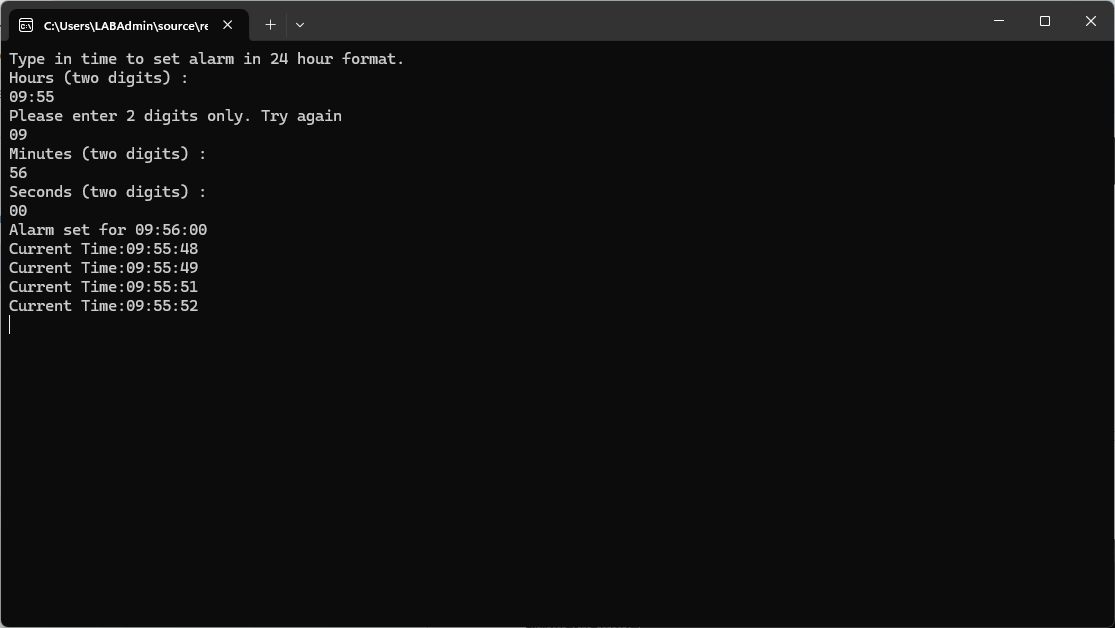 C:\Users\LABAdmin\source\re
Type in time to set alarm in 24 hour format.
Hours (two digits) :
09:55
Please enter 2 digits only. Try again
09
Minutes (two digits) :
56
Seconds (two digits) :
00
Alarm set for 09:56:00
Current Time:09:55:48
Current Time:09:55:49
Current Time:09:55:51
Current Time:09:55:52